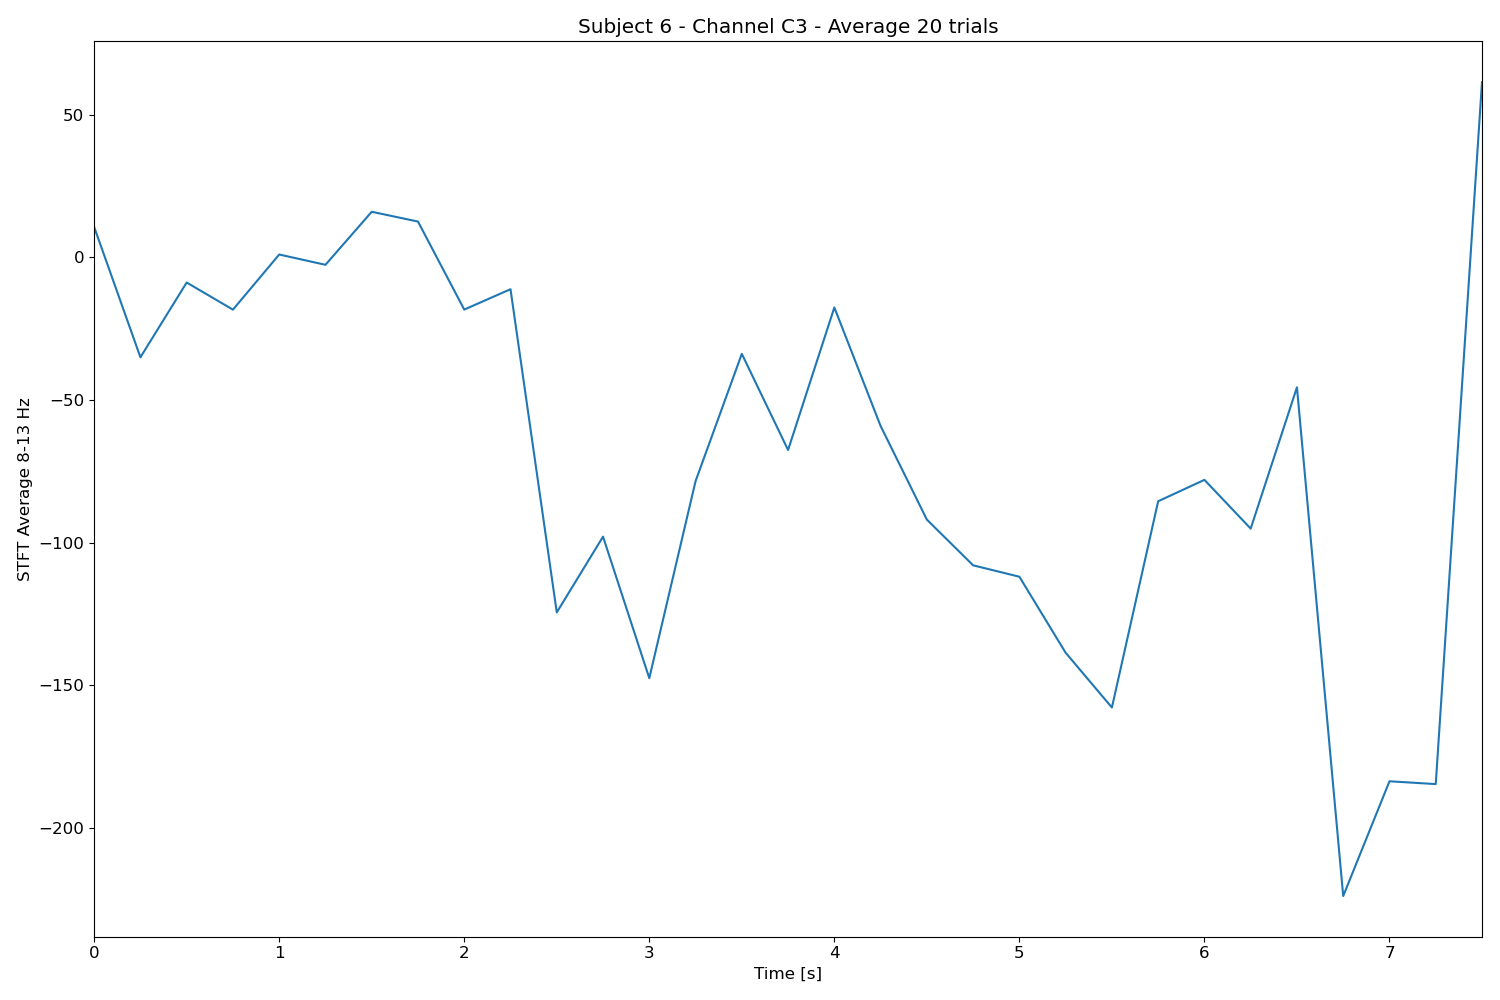 Subject 6 - Channel C3 - Average 20 trials
STFT Average 8-13 Hz
50
0
−50
−100
−150
−200
0 1 2 3 4 5 6 7
Time [s]